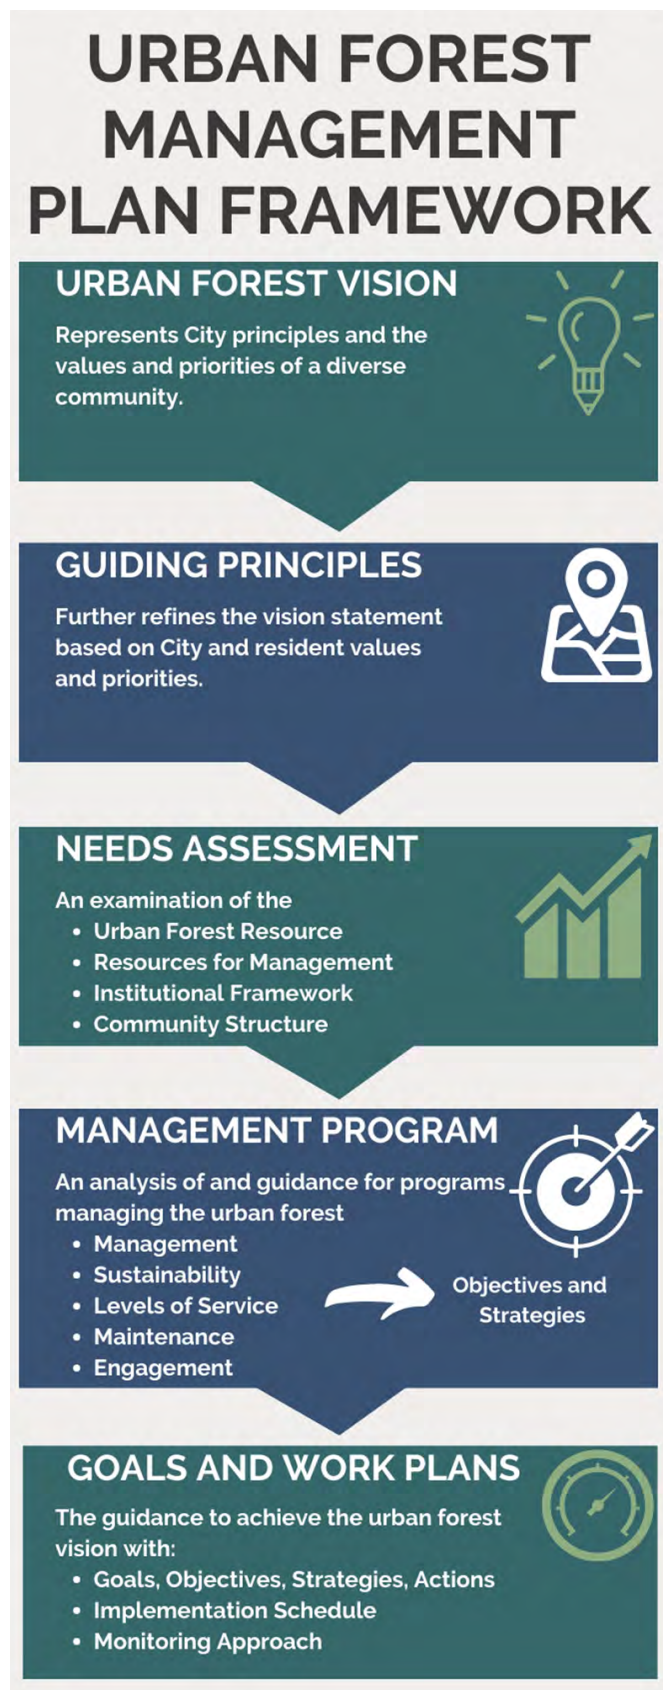 URBAN FOREST
MANAGEMENT
PLAN FRAMEWORK
URBAN FOREST VISION
Represents City principles and the
values and priorities of a diverse
community.
GUIDING PRINCIPLES
Further refines the vision statement
based on City and resident values
and priorities.
NEEDS ASSESSMENT
An examination of the
• Urban Forest Resource
• Resources for Management
• Institutional Framework
• Community Structure
MANAGEMENT PROGRAM
An analysis of and guidance for programs
managing the urban forest
• Management
• Sustainability
• Levels of Service
• Maintenance
• Engagement
Objectives and
Strategies
GOALS AND WORK PLANS
The guidance to achieve the urban forest
vision with:
• Goals, Objectives, Strategies, Actions
• Implementation Schedule
• Monitoring Approach